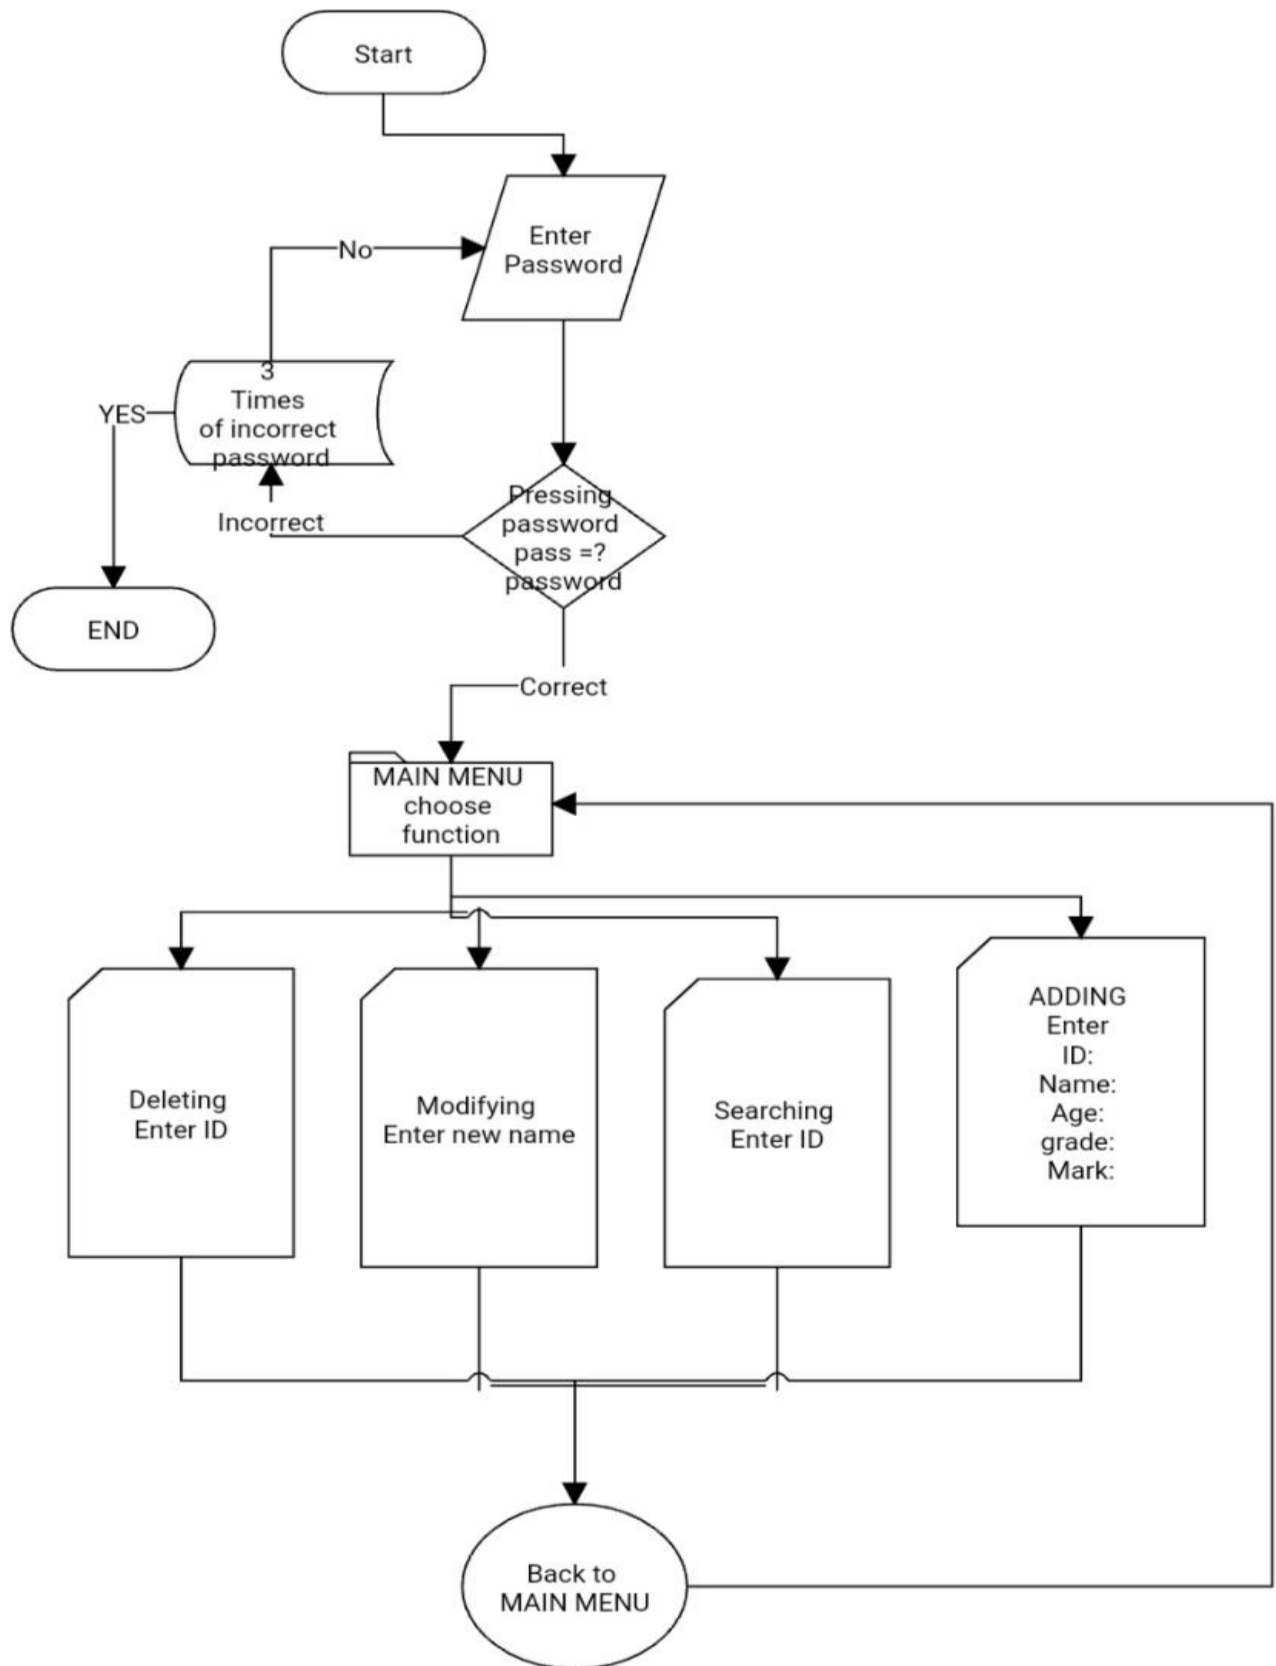 Start
Enter
Password
No
3
Times
of incorrect
password
YES
Pressing
password
pass =?
password
Incorrect
END
Correct
MAIN MENU
choose
function
Deleting
Enter ID
Modifying
Enter new name
Searching
Enter ID
ADDING
Enter
ID:
Name:
Age:
grade:
Mark:
Back to
MAIN MENU